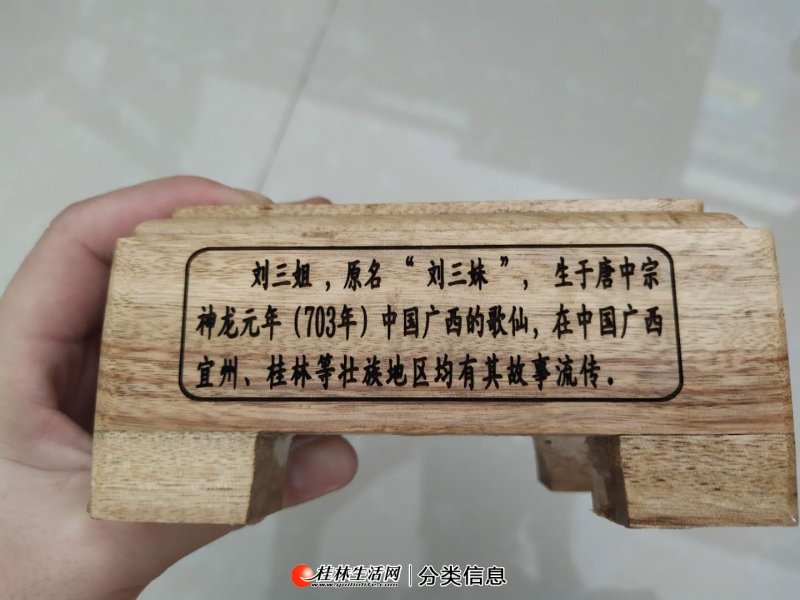 刘三姐，原名“刘三妹”，生于唐中宗
神龙元年（703年）中国广西的歌仙，在中国广西
宜州、桂林等壮族地区均有其故事流传。
桂林生活网 | 分类信息
www.guilinlife.com